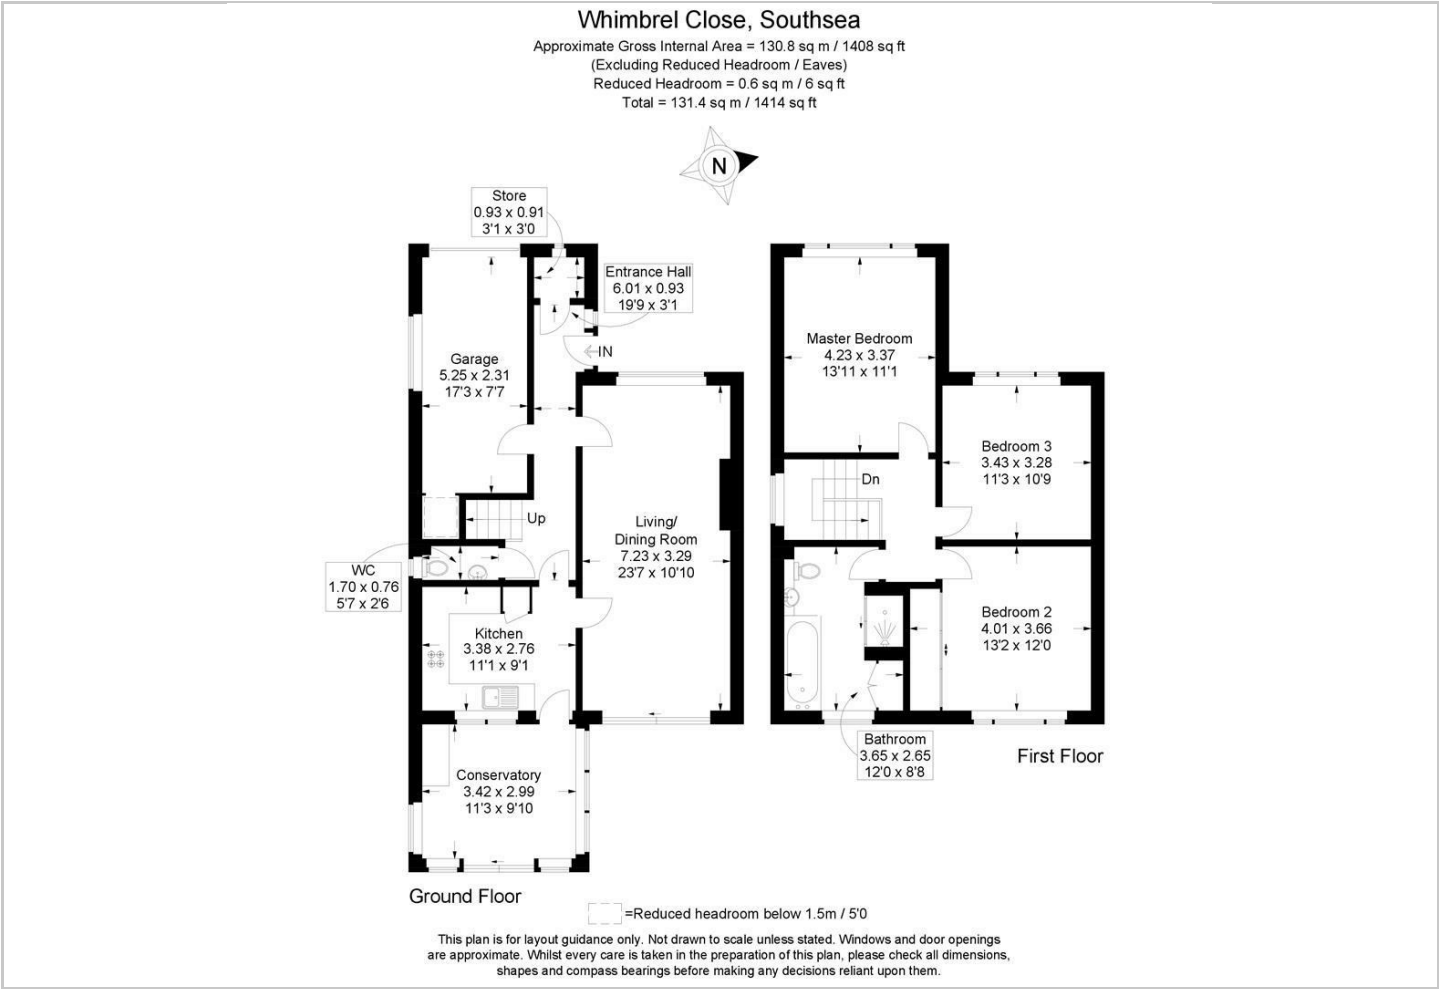 Whimbrel Close, Southsea
Approximate Gross Internal Area = 130.8 sq m / 1408 sq ft
(Excluding Reduced Headroom / Eaves)
Reduced Headroom = 0.6 sq m / 6 sq ft
Total = 131.4 sq m / 1414 sq ft
N
Store
0.93 x 0.91
3'1 x 3'0
Entrance Hall
6.01 x 0.93
19'9 x 3'1
IN
Garage
5.25 x 2.31
17'3 x 7'7
Up
Living/
Dining Room
7.23 x 3.29
23'7 x 10'10
WC
1.70 x 0.76
5'7 x 2'6
Kitchen
3.38 x 2.76
11'1 x 9'1
Conservatory
3.42 x 2.99
11'3 x 9'10
Ground Floor
Master Bedroom
4.23 x 3.37
13'11 x 11'1
Bedroom 3
3.43 x 3.28
11'3 x 10'9
Dn
Bedroom 2
4.01 x 3.66
13'2 x 12'0
Bathroom
3.65 x 2.65
12'0 x 8'8
First Floor
=Reduced headroom below 1.5m / 5'0
This plan is for layout guidance only. Not drawn to scale unless stated. Windows and door openings
are approximate. Whilst every care is taken in the preparation of this plan, please check all dimensions,
shapes and compass bearings before making any decisions reliant upon them.